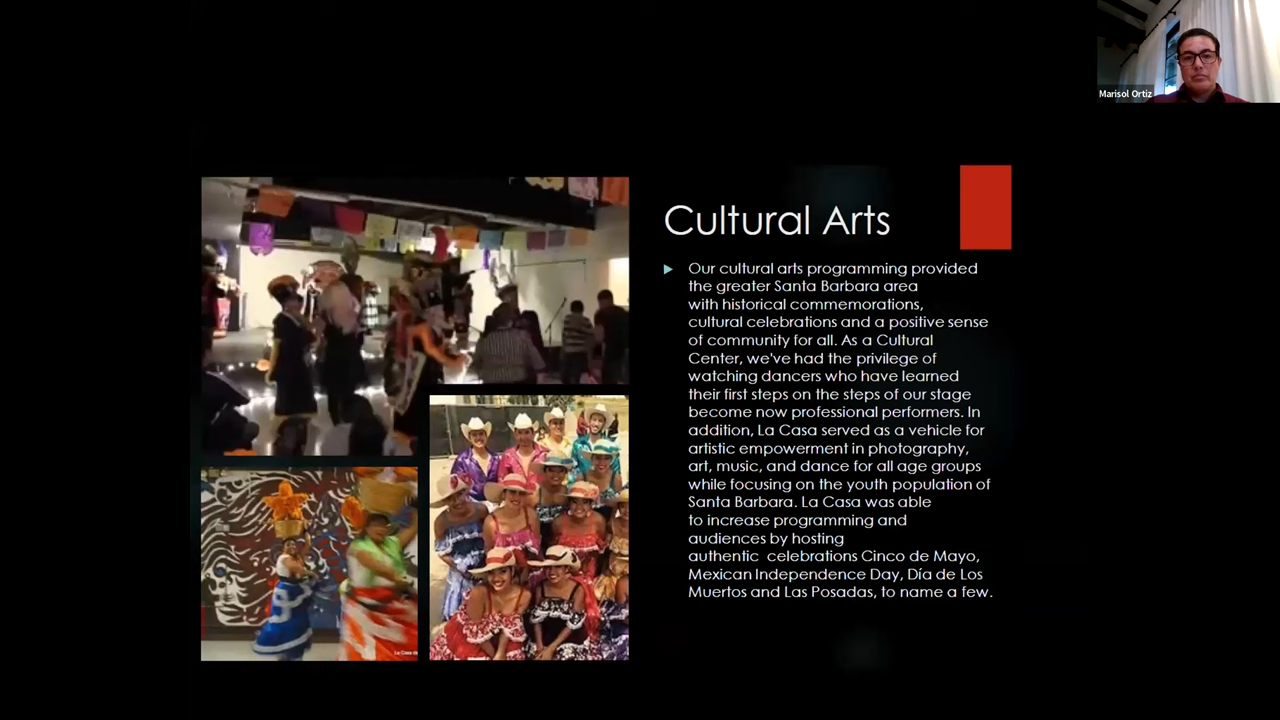 Marisol Ortiz
Cultural Arts
Our cultural arts programming provided
the greater Santa Barbara area
with historical commemorations,
cultural celebrations and a positive sense
of community for all. As a Cultural
Center, we've had the privilege of
watching dancers who have learned
their first steps on the steps of our stage
become now professional performers. In
addition, La Casa served as a vehicle for
artistic empowerment in photography,
art, music, and dance for all age groups
while focusing on the youth population of
Santa Barbara. La Casa was able
to increase programming and
audiences by hosting
authentic  celebrations Cinco de Mayo,
Mexican Independence Day, Día de Los
Muertos and Las Posadas, to name a few.
La Casa de